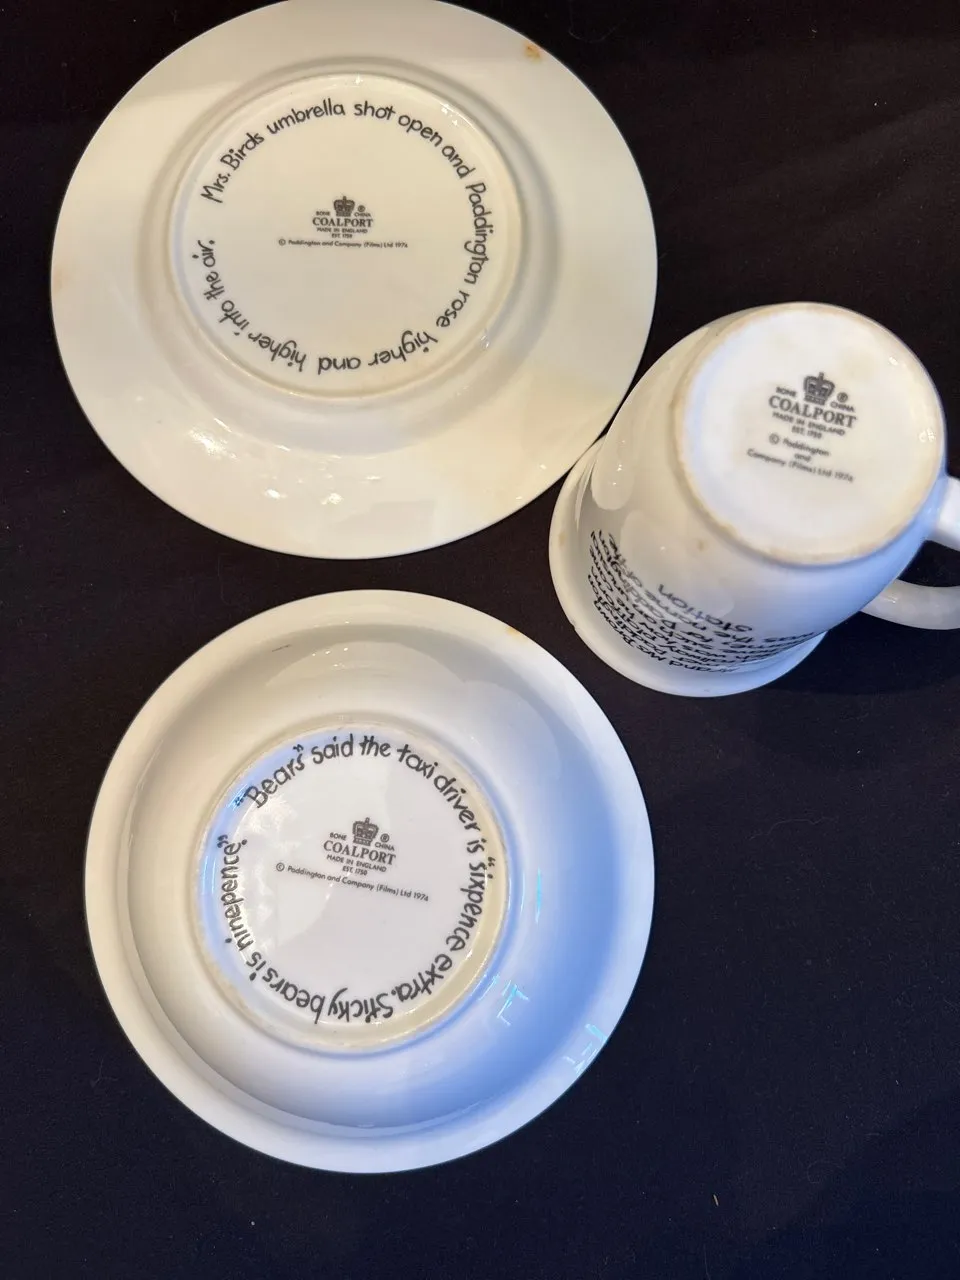 Mrs. Birds umbrella shot open and Paddington rose higher and higher into the air.
BONE CHINA ®
COALPORT
MADE IN ENGLAND
EST. 1750
© Paddington and Company (Films) Ltd 1976
BONE CHINA ®
COALPORT
MADE IN ENGLAND
EST. 1750
© Paddington
and
Company (Films) Ltd 1976
station
"Bears" said the taxi driver is "sixpence extra. Sticky bears is ninepence".
BONE CHINA ®
COALPORT
MADE IN ENGLAND
EST. 1750
© Paddington and Company (Films) Ltd 1976